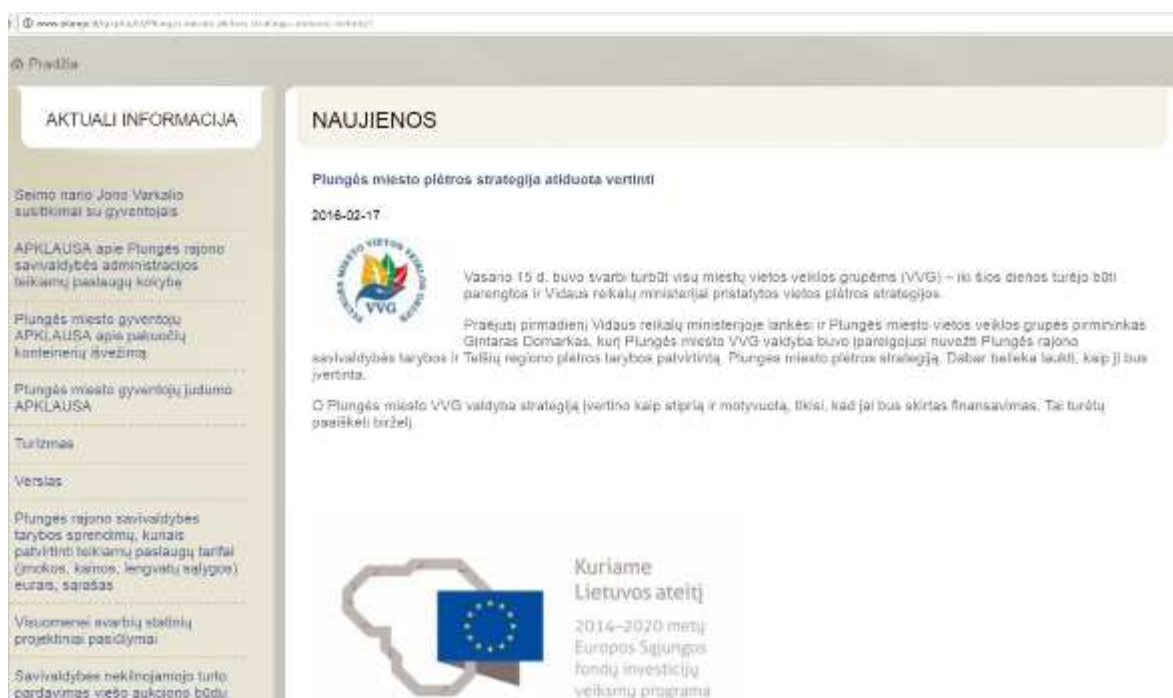 Pradžia
AKTUALI INFORMACIJA
Seimo nario Jono Varkalio
susitikimai su gyventojais
APKLAUSA apie Plungės rajono
savivaldybės administracijos
teikiamų paslaugų kokybę
Plungės miesto gyventojų
APKLAUSA apie pakuočių
konteinerių išvežimą
Plungės miesto gyventojų judumo
APKLAUSA
Turizmas
Verslas
Plungės rajono savivaldybės
tarybos sprendimų, kuriais
patvirtinti teikiamų paslaugų tarifai
(įmokos, kainos, lengvatų sąlygos)
eurais, sąrašas
Visuomenei svarbių statinių
projektiniai pasiūlymai
Savivaldybės nekilnojamojo turto
pardavimas viešo aukciono būdu
NAUJIENOS
Plungės miesto plėtros strategija atiduota vertinti
2016-02-17
PLUNGĖS MIESTO VIETOS VEIKLOS GRUPĖ
VVG
Vasario 15 d. buvo svarbi turbūt visų miestų vietos veiklos grupėms (VVG) – iki šios dienos turėjo būti
parengtos ir Vidaus reikalų ministerijai pristatytos vietos plėtros strategijos.
Praėjusį pirmadienį Vidaus reikalų ministerijoje lankėsi ir Plungės miesto vietos veiklos grupės pirmininkas
Gintaras Domarkas, kurį Plungės miesto VVG valdyba buvo įpareigojusi nuvežti Plungės rajono
savivaldybės tarybos ir Telšių regiono plėtros tarybos patvirtintą Plungės miesto plėtros strategiją. Dabar belieka laukti, kaip ji bus
įvertinta.
O Plungės miesto VVG valdyba strategiją įvertino kaip stiprią ir motyvuotą, tikisi, kad jai bus skirtas finansavimas. Tai turėtų
paaiškėti birželį.
Kuriame
Lietuvos ateitį
2014–2020 metų
Europos Sąjungos
fondų investicijų
veiksmų programa